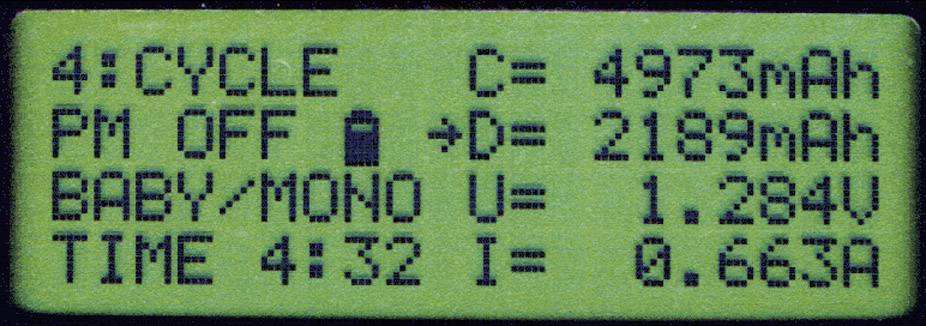 4:CYCLE C= 4973mAh
PM OFF →D= 2189mAh
BABY/MONO U= 1.284V
TIME 4:32 I= 0.663A